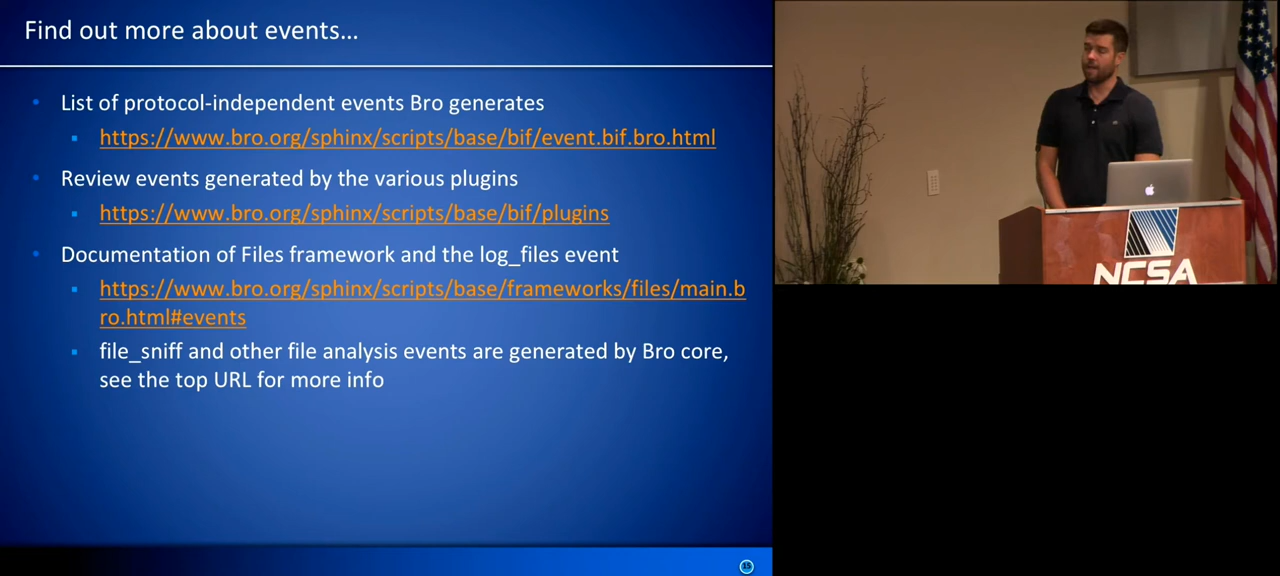 Find out more about events...
List of protocol-independent events Bro generates
https://www.bro.org/sphinx/scripts/base/bif/event.bif.bro.html
Review events generated by the various plugins
https://www.bro.org/sphinx/scripts/base/bif/plugins
Documentation of Files framework and the log_files event
https://www.bro.org/sphinx/scripts/base/frameworks/files/main.b
ro.html#events
file_sniff and other file analysis events are generated by Bro core,
see the top URL for more info
15
NCSA